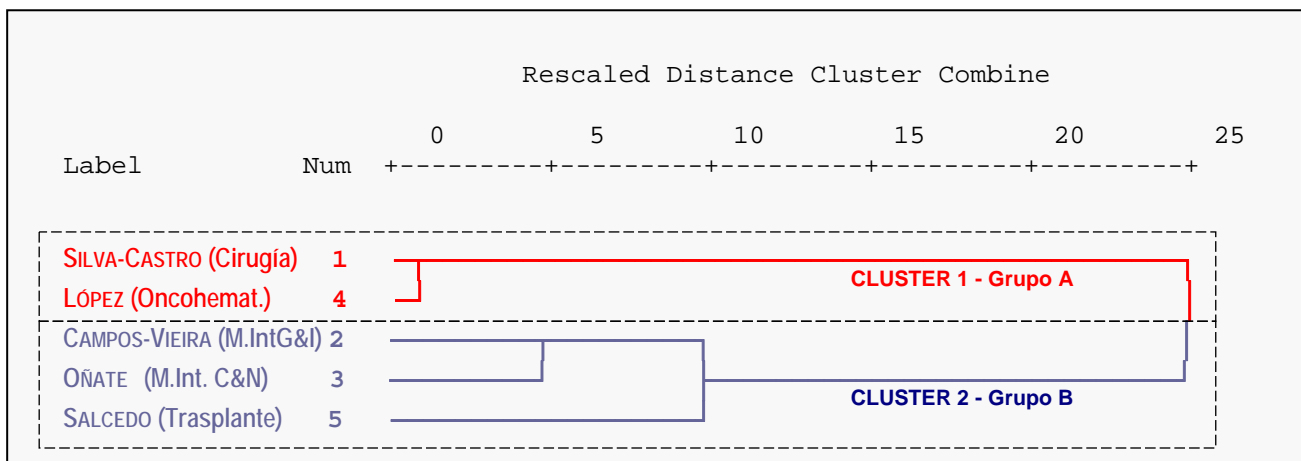 Rescaled Distance Cluster Combine
0 5 10 15 20 25
Label Num +---------+---------+---------+---------+---------+
SILVA-CASTRO (Cirugía) 1
CLUSTER 1 - Grupo A
LÓPEZ (Oncohemat.) 4
CAMPOS-VIEIRA (M.IntG&I) 2
OÑATE (M.Int. C&N) 3
CLUSTER 2 - Grupo B
SALCEDO (Trasplante) 5